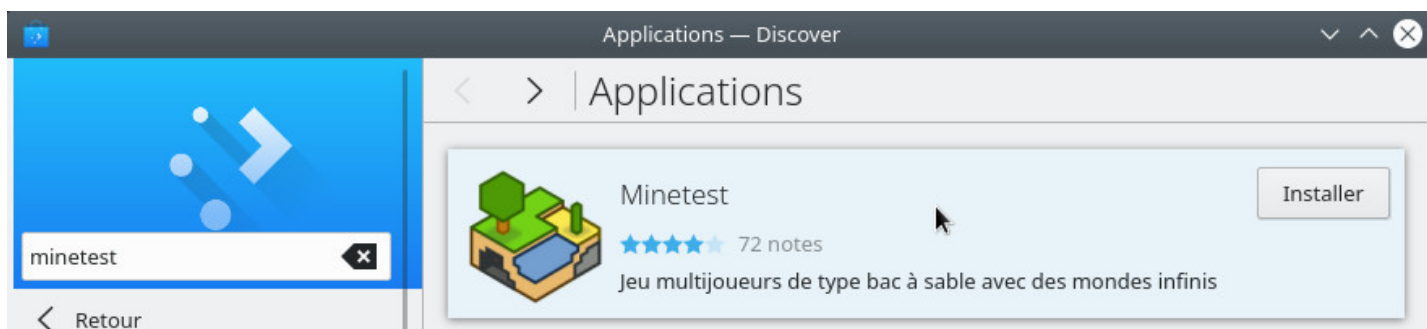 Applications — Discover
Applications
minetest
Retour
Minetest
Installer
72 notes
Jeu multijoueurs de type bac à sable avec des mondes infinis